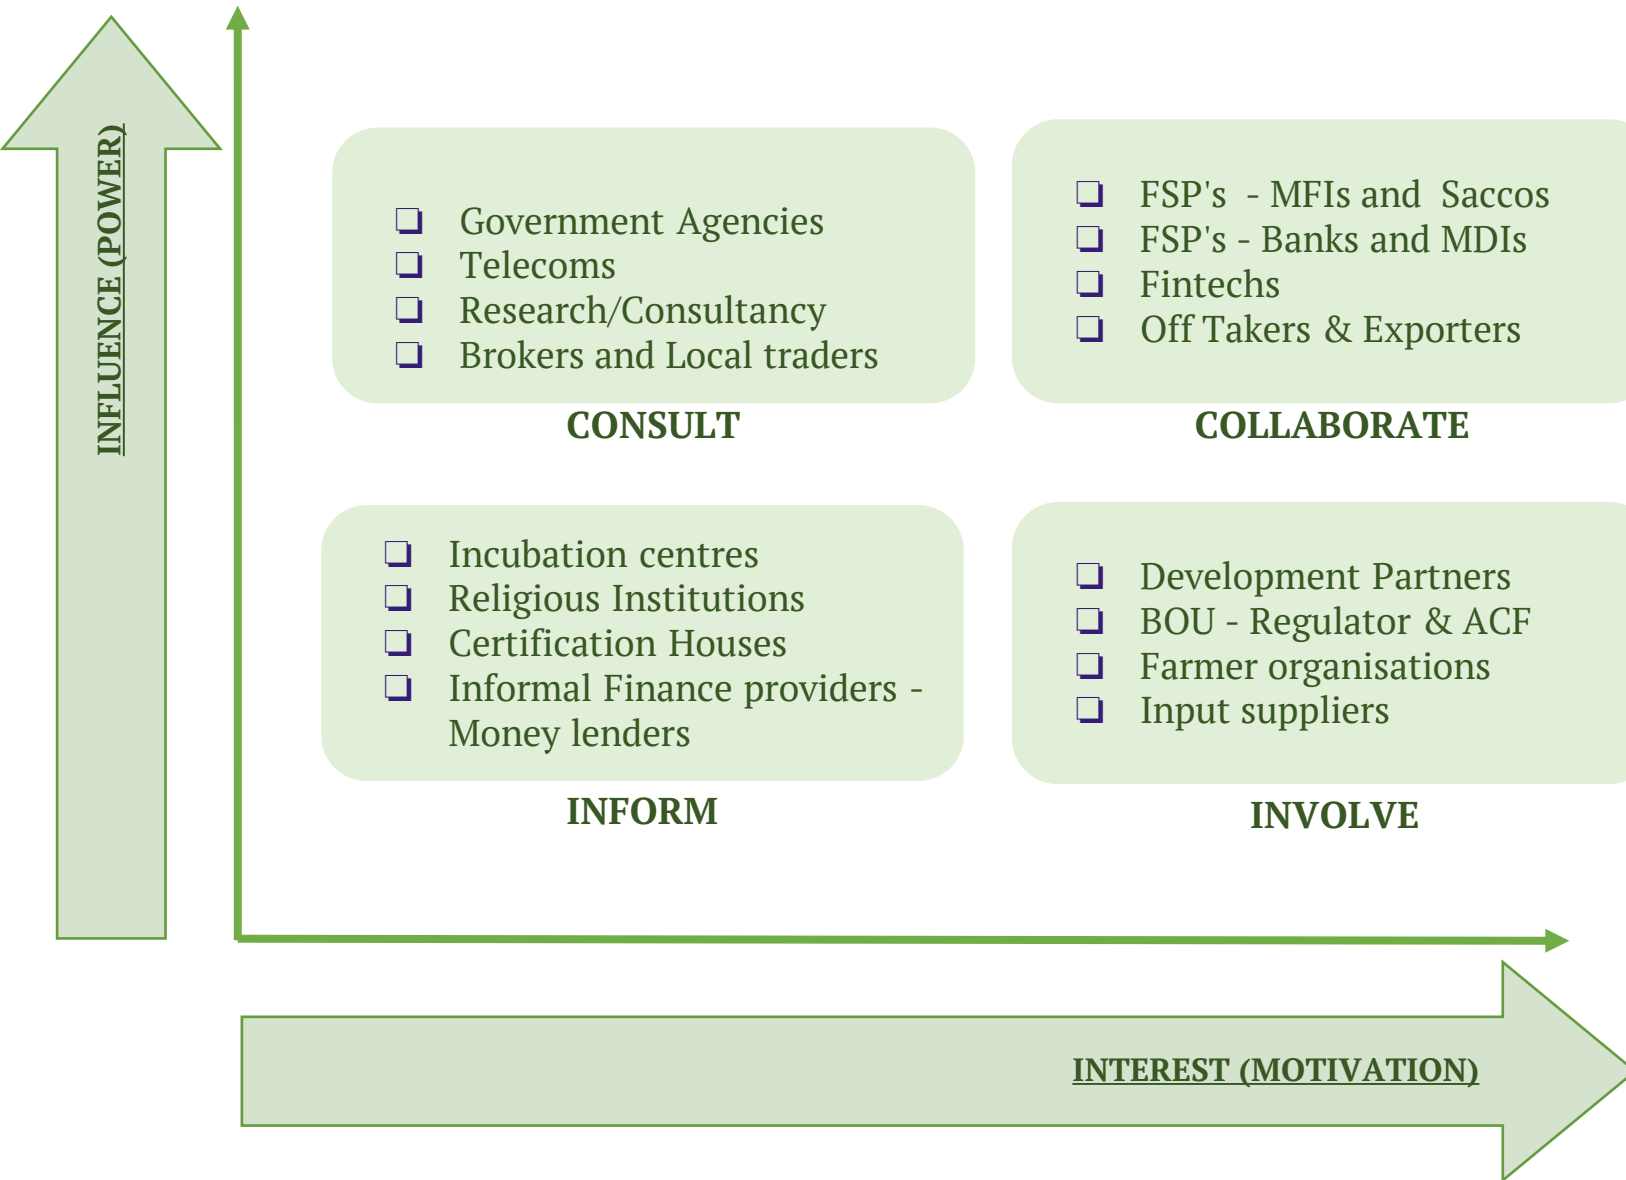 INFLUENCE (POWER)
❏ Government Agencies
❏ Telecoms
❏ Research/Consultancy
❏ Brokers and Local traders
CONSULT
❏ FSP's - MFIs and Saccos
❏ FSP's - Banks and MDIs
❏ Fintechs
❏ Off Takers & Exporters
COLLABORATE
❏ Incubation centres
❏ Religious Institutions
❏ Certification Houses
❏ Informal Finance providers -
Money lenders
INFORM
❏ Development Partners
❏ BOU - Regulator & ACF
❏ Farmer organisations
❏ Input suppliers
INVOLVE
INTEREST (MOTIVATION)